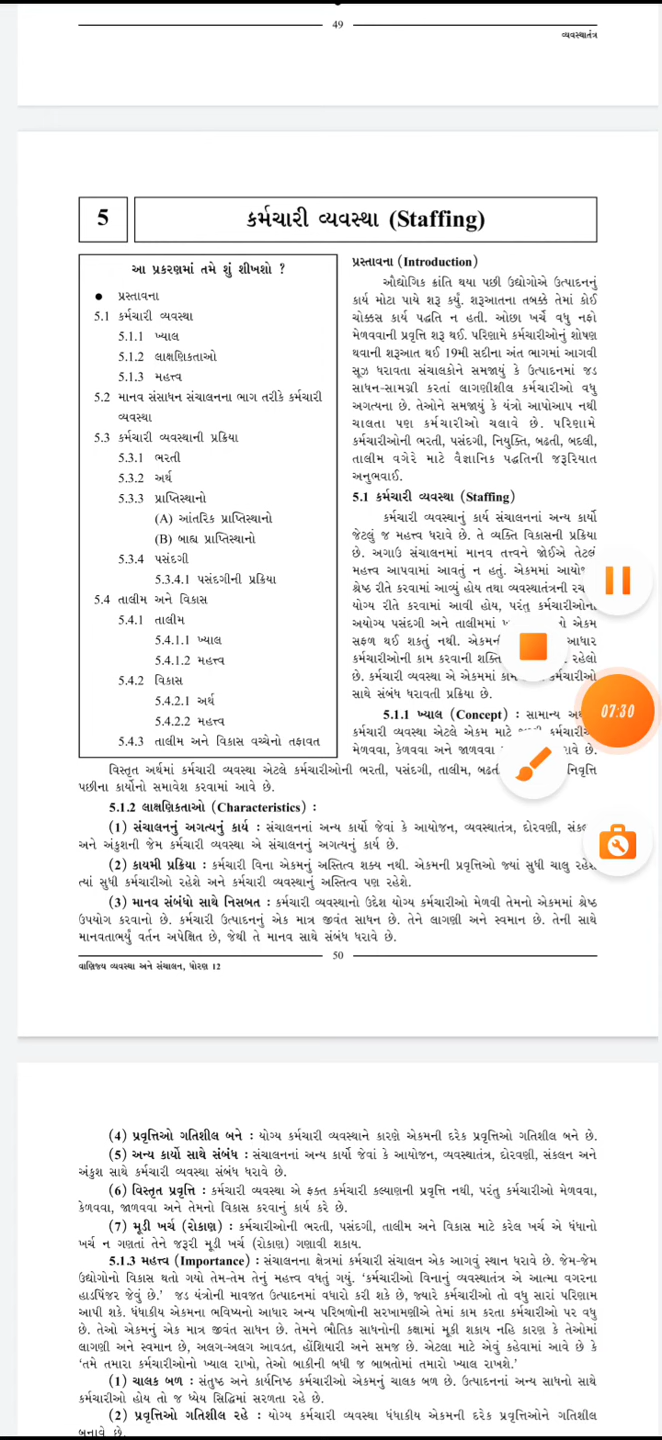 49
વ્યવસ્થાતંત્ર
5
કર્મચારી વ્યવસ્થા (Staffing)
આ પ્રકરણમાં તમે શું શીખશો ?
● પ્રસ્તાવના
5.1 કર્મચારી વ્યવસ્થા
5.1.1 ખ્યાલ
5.1.2 લાક્ષણિકતાઓ
5.1.3 મહત્ત્વ
5.2 માનવ સંસાધન સંચાલનના ભાગ તરીકે કર્મચારી
વ્યવસ્થા
5.3 કર્મચારી વ્યવસ્થાની પ્રક્રિયા
5.3.1 ભરતી
5.3.2 અર્થ
5.3.3 પ્રાપ્તિસ્થાનો
(A) આંતરિક પ્રાપ્તિસ્થાનો
(B) બાહ્ય પ્રાપ્તિસ્થાનો
5.3.4 પસંદગી
5.3.4.1 પસંદગીની પ્રક્રિયા
5.4 તાલીમ અને વિકાસ
5.4.1 તાલીમ
5.4.1.1 ખ્યાલ
5.4.1.2 મહત્ત્વ
5.4.2 વિકાસ
5.4.2.1 અર્થ
5.4.2.2 મહત્ત્વ
5.4.3 તાલીમ અને વિકાસ વચ્ચેનો તફાવત
પ્રસ્તાવના (Introduction)
ઔદ્યોગિક ક્રાંતિ થયા પછી ઉદ્યોગોએ ઉત્પાદનનું
કાર્ય મોટા પાયે શરૂ કર્યું. શરૂઆતના તબક્કે તેમાં કોઈ
ચોક્કસ કાર્ય પદ્ધતિ ન હતી. ઓછા ખર્ચે વધુ નફો
મેળવવાની પ્રવૃત્તિ શરૂ થઈ. પરિણામે કર્મચારીઓનું શોષણ
થવાની શરૂઆત થઈ 19મી સદીના અંત ભાગમાં આગવી
સૂઝ ધરાવતા સંચાલકોને સમજાયું કે ઉત્પાદનમાં જડ
સાધન-સામગ્રી કરતાં લાગણીશીલ કર્મચારીઓ વધુ
અગત્યના છે. તેઓને સમજાયું કે યંત્રો આપોઆપ નથી
ચાલતા પણ કર્મચારીઓ ચલાવે છે. પરિણામે
કર્મચારીઓની ભરતી, પસંદગી, નિયુક્તિ, બઢતી, બદલી,
તાલીમ વગેરે માટે વૈજ્ઞાનિક પદ્ધતિની જરૂરિયાત
અનુભવાઈ.
5.1 કર્મચારી વ્યવસ્થા (Staffing)
કર્મચારી વ્યવસ્થાનું કાર્ય સંચાલનનાં અન્ય કાર્યો
જેટલું જ મહત્ત્વ ધરાવે છે. તે વ્યક્તિ વિકાસની પ્રક્રિયા
છે. અગાઉ સંચાલનમાં માનવ તત્ત્વને જોઈએ તેટલું
મહત્ત્વ આપવામાં આવતું ન હતું. એકમમાં
શ્રેષ્ઠ રીતે કરવામાં આવ્યું હોય તથા વ્યવસ્થાતંત્રની
યોગ્ય રીતે કરવામાં આવી હોય, પરંતુ કર્મચારીઓની
અયોગ્ય પસંદગી અને તાલીમમાં એકમ
સફળ થઈ શકતું નથી. આધાર
કર્મચારીઓની કામ કરવાની રહેલો
છે. કર્મચારી વ્યવસ્થા એ એકમમાં કર્મચારીઓ
સાથે સંબંધ ધરાવતી પ્રક્રિયા છે.
5.1.1 ખ્યાલ (Concept) : સામાન્ય
કર્મચારી વ્યવસ્થા એટલે એકમ માટે
મેળવવા, કેળવવા અને જાળવવા છે.
07:30
વિસ્તૃત અર્થમાં કર્મચારી વ્યવસ્થા એટલે કર્મચારીઓની ભરતી, પસંદગી, તાલીમ, નિવૃત્તિ
પછીના કાર્યોનો સમાવેશ કરવામાં આવે છે.
5.1.2 લાક્ષણિકતાઓ (Characteristics) :
(1) સંચાલનનું અગત્યનું કાર્ય : સંચાલનનાં અન્ય કાર્યો જેવાં કે આયોજન, વ્યવસ્થાતંત્ર, દોરવણી,
અને અંકુશની જેમ કર્મચારી વ્યવસ્થા એ સંચાલનનું અગત્યનું કાર્ય છે.
(2) કાયમી પ્રક્રિયા : કર્મચારી વિના એકમનું અસ્તિત્વ શક્ય નથી. એકમની પ્રવૃત્તિઓ જ્યાં સુધી ચાલુ રહેશે
ત્યાં સુધી કર્મચારીઓ રહેશે અને કર્મચારી વ્યવસ્થાનું અસ્તિત્વ પણ રહેશે.
(3) માનવ સંબંધો સાથે નિસબત : કર્મચારી વ્યવસ્થાનો ઉદેશ યોગ્ય કર્મચારીઓ મેળવી તેમનો એકમમાં શ્રેષ્ઠ
ઉપયોગ કરવાનો છે. કર્મચારી ઉત્પાદનનું એક માત્ર જીવંત સાધન છે. તેને લાગણી અને સ્વમાન છે. તેની સાથે
માનવતાભર્યું વર્તન અપેક્ષિત છે, જેથી તે માનવ સાથે સંબંધ ધરાવે છે.
50
વાણિજ્ય વ્યવસ્થા અને સંચાલન, ધોરણ 12
(4) પ્રવૃત્તિઓ ગતિશીલ બને : યોગ્ય કર્મચારી વ્યવસ્થાને કારણે એકમની દરેક પ્રવૃત્તિઓ ગતિશીલ બને છે.
(5) અન્ય કાર્યો સાથે સંબંધ : સંચાલનનાં અન્ય કાર્યો જેવાં કે આયોજન, વ્યવસ્થાતંત્ર, દોરવણી, સંકલન અને
અંકુશ સાથે કર્મચારી વ્યવસ્થા સંબંધ ધરાવે છે.
(6) વિસ્તૃત પ્રવૃત્તિ : કર્મચારી વ્યવસ્થા એ ફક્ત કર્મચારી કલ્યાણની પ્રવૃત્તિ નથી, પરંતુ કર્મચારીઓ મેળવવા,
કેળવવા, જાળવવા અને તેમનો વિકાસ કરવાનું કાર્ય કરે છે.
(7) મૂડી ખર્ચ (રોકાણ) : કર્મચારીઓની ભરતી, પસંદગી, તાલીમ અને વિકાસ માટે કરેલ ખર્ચ એ ધંધાનો
ખર્ચ ન ગણતાં તેને જરૂરી મૂડી ખર્ચ (રોકાણ) ગણાવી શકાય.
5.1.3 મહત્ત્વ (Importance) : સંચાલનના ક્ષેત્રમાં કર્મચારી સંચાલન એક આગવું સ્થાન ધરાવે છે. જેમ-જેમ
ઉદ્યોગોનો વિકાસ થતો ગયો તેમ-તેમ તેનું મહત્ત્વ વધતું ગયું. ‘કર્મચારીઓ વિનાનું વ્યવસ્થાતંત્ર એ આત્મા વગરના
હાડપિંજર જેવું છે.’ જડ યંત્રોની માવજત ઉત્પાદનમાં વધારો કરી શકે છે, જ્યારે કર્મચારીઓ તો વધુ સારાં પરિણામ
આપી શકે. ધંધાકીય એકમના ભવિષ્યનો આધાર અન્ય પરિબળોની સરખામણીએ તેમાં કામ કરતા કર્મચારીઓ પર વધુ
છે. તેઓ એકમનું એક માત્ર જીવંત સાધન છે. તેમને ભૌતિક સાધનોની કક્ષામાં મૂકી શકાય નહિ કારણ કે તેઓમાં
લાગણી અને સ્વમાન છે, અલગ-અલગ આવડત, હોંશિયારી અને સમજ છે. એટલા માટે એવું કહેવામાં આવે છે કે
‘તમે તમારા કર્મચારીઓનો ખ્યાલ રાખો, તેઓ બાકીની બધી જ બાબતોમાં તમારો ખ્યાલ રાખશે.’
(1) ચાલક બળ : સંતુષ્ટ અને કાર્યનિષ્ઠ કર્મચારીઓ એકમનું ચાલક બળ છે. ઉત્પાદનનાં અન્ય સાધનો સાથે
કર્મચારીઓ હોય તો જ ધ્યેય સિદ્ધિમાં સરળતા રહે છે.
(2) પ્રવૃત્તિઓ ગતિશીલ રહે : યોગ્ય કર્મચારી વ્યવસ્થા ધંધાકીય એકમની દરેક પ્રવૃત્તિઓને ગતિશીલ
બનાવે છે.